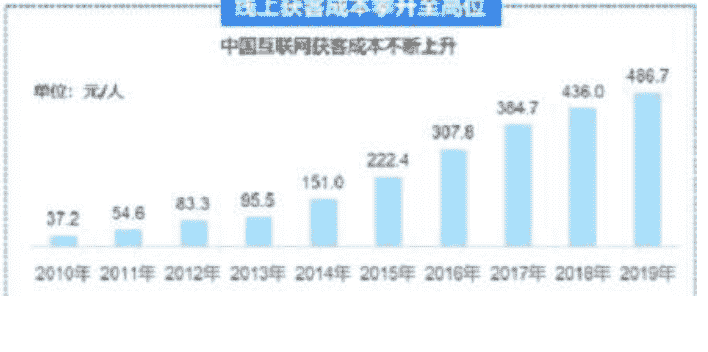 线上获客成本攀升至高位
中国互联网获客成本不断上升
单位：元/人
37.2 54.6 83.3 95.5 151.0 222.4 307.8 384.7 436.0 486.7
2010年 2011年 2012年 2013年 2014年 2015年 2016年 2017年 2018年 2019年